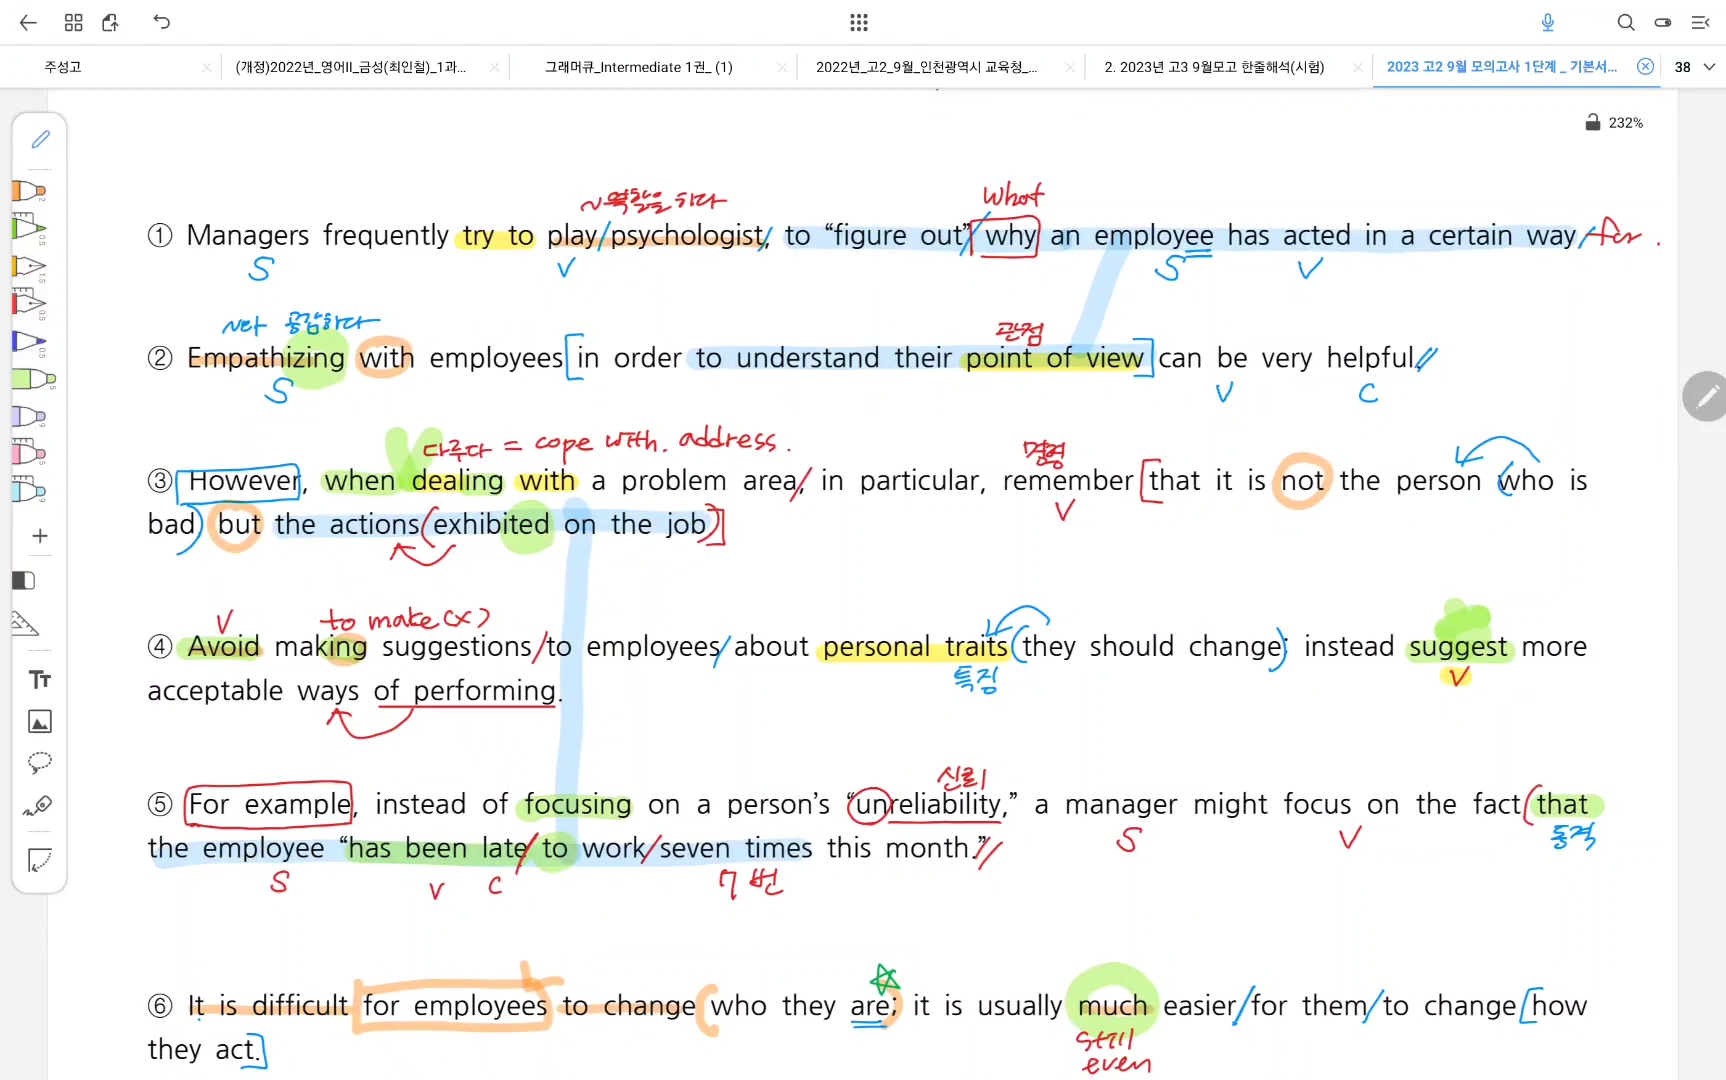 주성고
(개정)2022년_영어II_금성(최인철)_1과...
그래머큐_Intermediate 1권_ (1)
2022년_고2_9월_인천광역시 교육청_...
2. 2023년 고3 9월모고 한줄해석(시험)
2023 고2 9월 모의고사 1단계 _ 기본서...
38
232%
~역할을 하다
what
① Managers frequently try to play psychologist, to “figure out” why an employee has acted in a certain way
for.
S V S V
~와 공감하다
관점
② Empathizing with employees in order to understand their point of view can be very helpful.
S V C
다루다 = cope with. address.
명령
③ However, when dealing with a problem area, in particular, remember that it is not the person who is
V
bad but the actions exhibited on the job
V to make(x)
④ Avoid making suggestions to employees about personal traits they should change; instead suggest more
특징 V
acceptable ways of performing.
신뢰
⑤ For example, instead of focusing on a person’s “unreliability,” a manager might focus on the fact that
S V 동격
the employee “has been late to work seven times this month.”
S V C 7번
⑥ It is difficult for employees to change who they are; it is usually much easier for them to change how
still
they act.
even